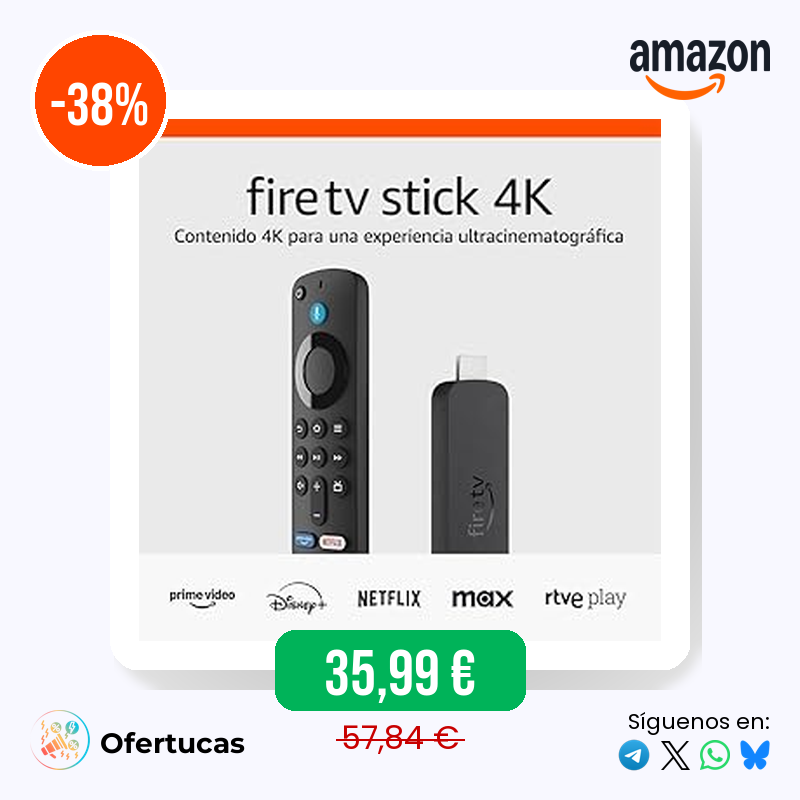 -38%
amazon
fire tv stick 4K
Contenido 4K para una experiencia ultracinematográfica
fire tv
prime video
Disney+
NETFLIX
max
rtve play
35,99 €
57,84 €
Ofertucas
Síguenos en: